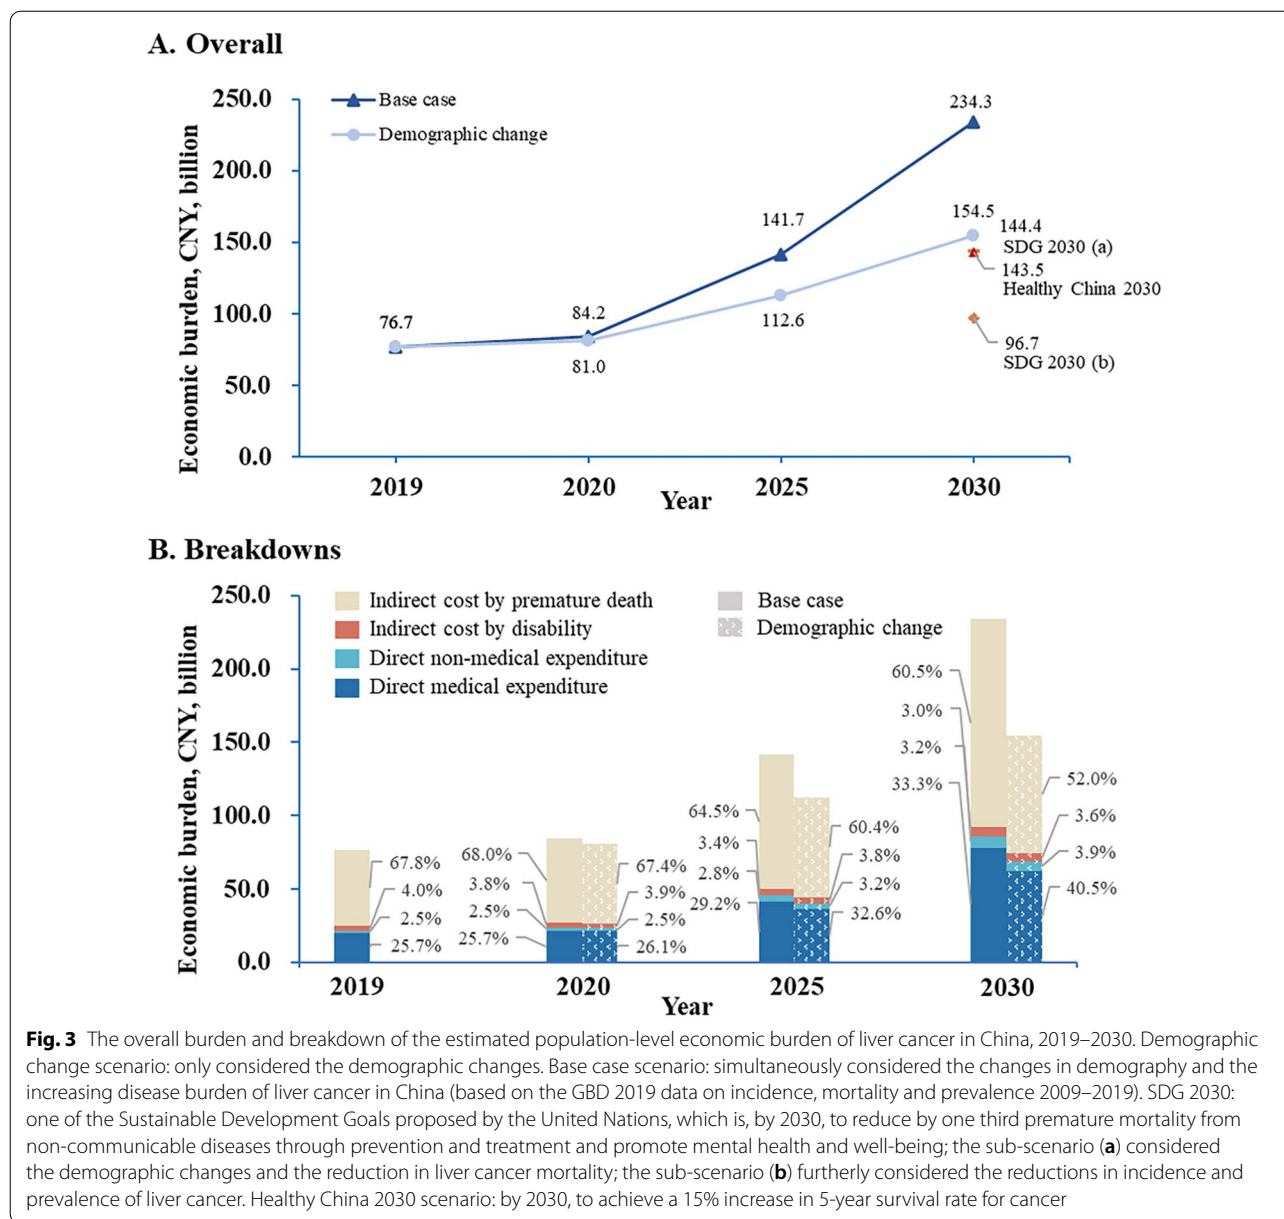 A. Overall
Economic burden, CNY, billion
250.0
200.0
150.0
100.0
50.0
0.0
Base case
Demographic change
76.7
84.2
81.0
141.7
112.6
234.3
154.5
144.4
SDG 2030 (a)
143.5
Healthy China 2030
96.7
SDG 2030 (b)
2019
2020
2025
2030
Year
B. Breakdowns
Economic burden, CNY, billion
250.0
200.0
150.0
100.0
50.0
0.0
Indirect cost by premature death
Indirect cost by disability
Direct non-medical expenditure
Direct medical expenditure
Base case
Demographic change
67.8%
4.0%
2.5%
25.7%
68.0%
3.8%
2.5%
25.7%
67.4%
3.9%
2.5%
26.1%
64.5%
3.4%
2.8%
29.2%
60.4%
3.8%
3.2%
32.6%
60.5%
3.0%
3.2%
33.3%
52.0%
3.6%
3.9%
40.5%
2019
2020
2025
2030
Year
Fig. 3 The overall burden and breakdown of the estimated population-level economic burden of liver cancer in China, 2019–2030. Demographic
change scenario: only considered the demographic changes. Base case scenario: simultaneously considered the changes in demography and the
increasing disease burden of liver cancer in China (based on the GBD 2019 data on incidence, mortality and prevalence 2009–2019). SDG 2030:
one of the Sustainable Development Goals proposed by the United Nations, which is, by 2030, to reduce by one third premature mortality from
non-communicable diseases through prevention and treatment and promote mental health and well-being; the sub-scenario (a) considered
the demographic changes and the reduction in liver cancer mortality; the sub-scenario (b) furtherly considered the reductions in incidence and
prevalence of liver cancer. Healthy China 2030 scenario: by 2030, to achieve a 15% increase in 5-year survival rate for cancer